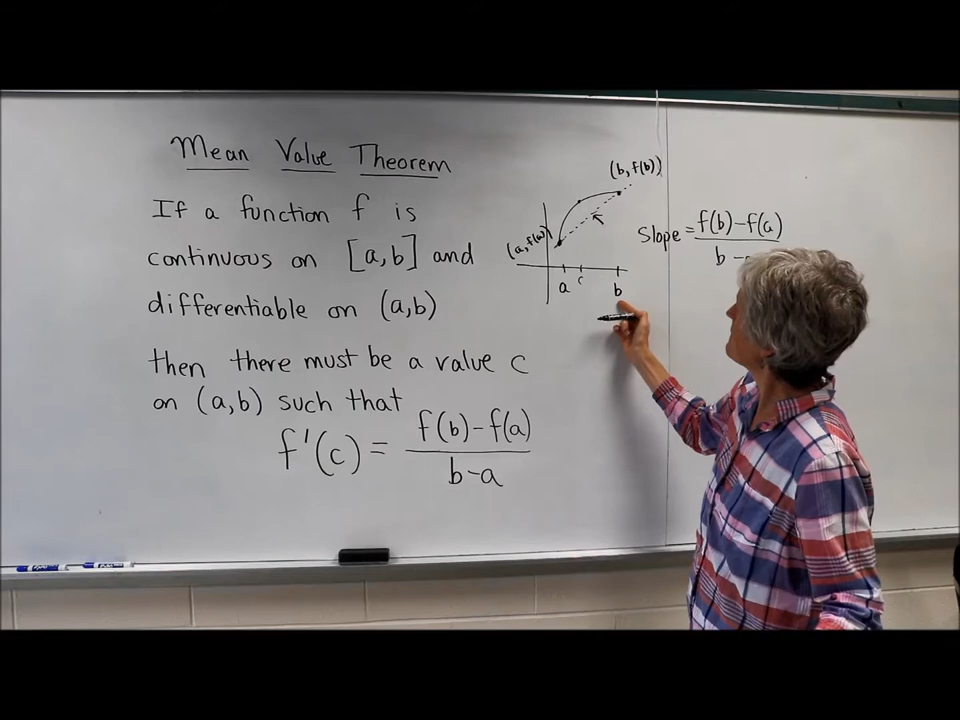 Mean Value Theorem
If a function f is
continuous on [a,b] and
differentiable on (a,b)
then there must be a value c
on (a,b) such that
f'(c) = f(b)-f(a)
b-a
(b, f(b))
(a, f(a))
a c b
Slope = f(b)-f(a)
b-